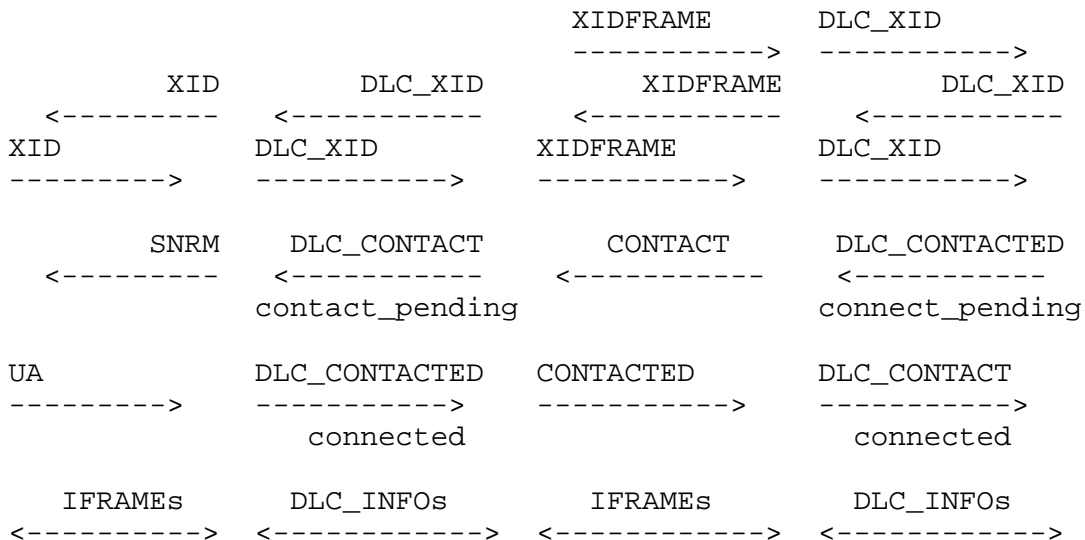 XIDFRAME      DLC_XID
                                ----------->  ----------->
         XID        DLC_XID         XIDFRAME         DLC_XID
  <---------   <-----------     <-----------    <-----------
XID           DLC_XID         XIDFRAME        DLC_XID
--------->    ----------->    ----------->    ----------->
        SNRM  DLC_CONTACT         CONTACT      DLC_CONTACTED
  <---------   <-----------    <-----------    <-----------
              contact_pending                 connect_pending
UA            DLC_CONTACTED   CONTACTED       DLC_CONTACT
--------->    ----------->    ----------->    ----------->
                 connected                       connected
   IFRAMEs      DLC_INFOs        IFRAMEs         DLC_INFOs
<---------->  <------------>  <------------>  <------------>